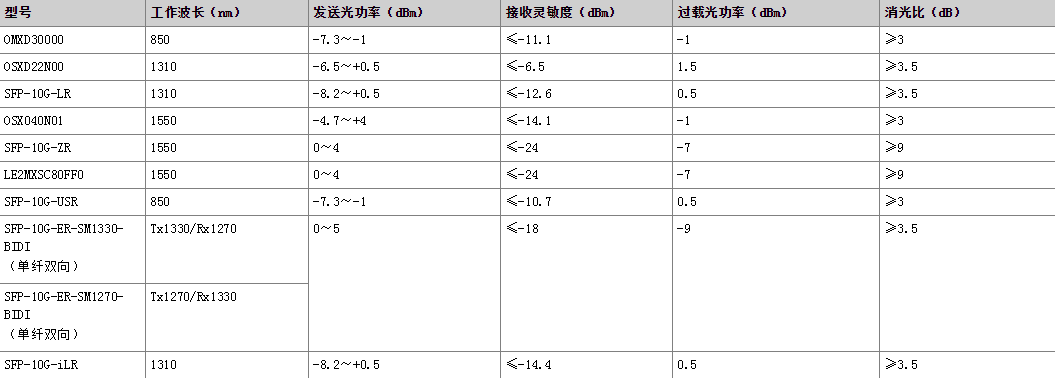 型号 工作波长（nm） 发送光功率（dBm） 接收灵敏度（dBm） 过载光功率（dBm） 消光比（dB）
OMXD30000 850 -7.3～-1 ≤-11.1 -1 ≥3
OSXD22N00 1310 -6.5～+0.5 ≤-6.5 1.5 ≥3.5
SFP-10G-LR 1310 -8.2～+0.5 ≤-12.6 0.5 ≥3.5
OSX040N01 1550 -4.7～+4 ≤-14.1 -1 ≥3
SFP-10G-ZR 1550 0～4 ≤-24 -7 ≥9
LE2MXSC80FF0 1550 0～4 ≤-24 -7 ≥9
SFP-10G-USR 850 -7.3～-1 ≤-10.7 0.5 ≥3
SFP-10G-ER-SM1330- Tx1330/Rx1270 0～5 ≤-18 -9 ≥3.5
BIDI
（单纤双向）
SFP-10G-ER-SM1270- Tx1270/Rx1330
BIDI
（单纤双向）
SFP-10G-iLR 1310 -8.2～+0.5 ≤-14.4 0.5 ≥3.5